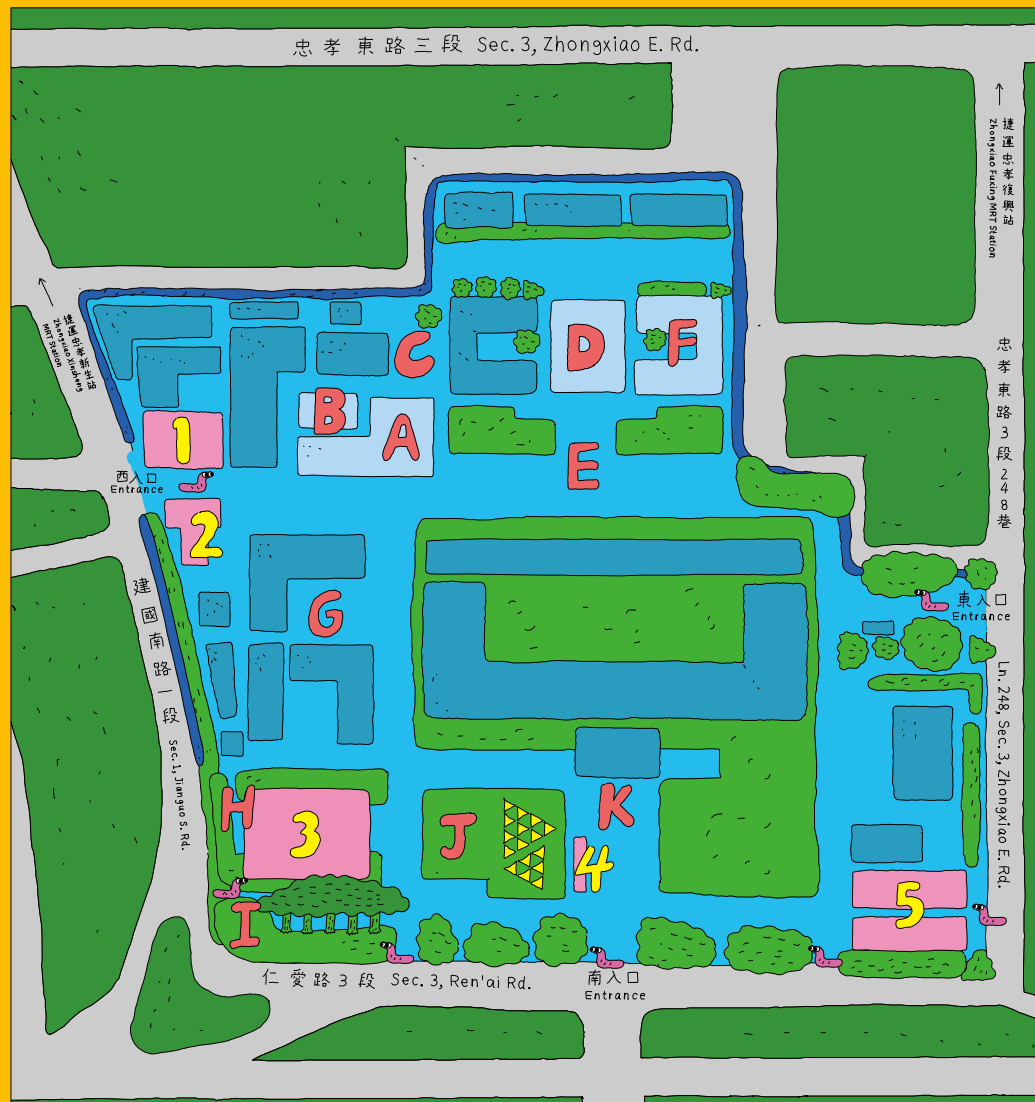 忠孝東路三段 Sec. 3, Zhongxiao E. Rd.
捷運忠孝復興站
Zhongxiao Fuxing MRT Station
捷運忠孝新生站
Zhongxiao Xinsheng
MRT Station
忠孝東路3段248巷
C
D
F
B
A
1
E
西入口
Entrance
2
建國南路一段
Sec. 1, Jianguo S. Rd.
G
東入口
Entrance
Ln. 248, Sec. 3, Zhongxiao E. Rd.
H
3
J
K
4
5
I
仁愛路3段 Sec. 3, Ren'ai Rd.
南入口
Entrance